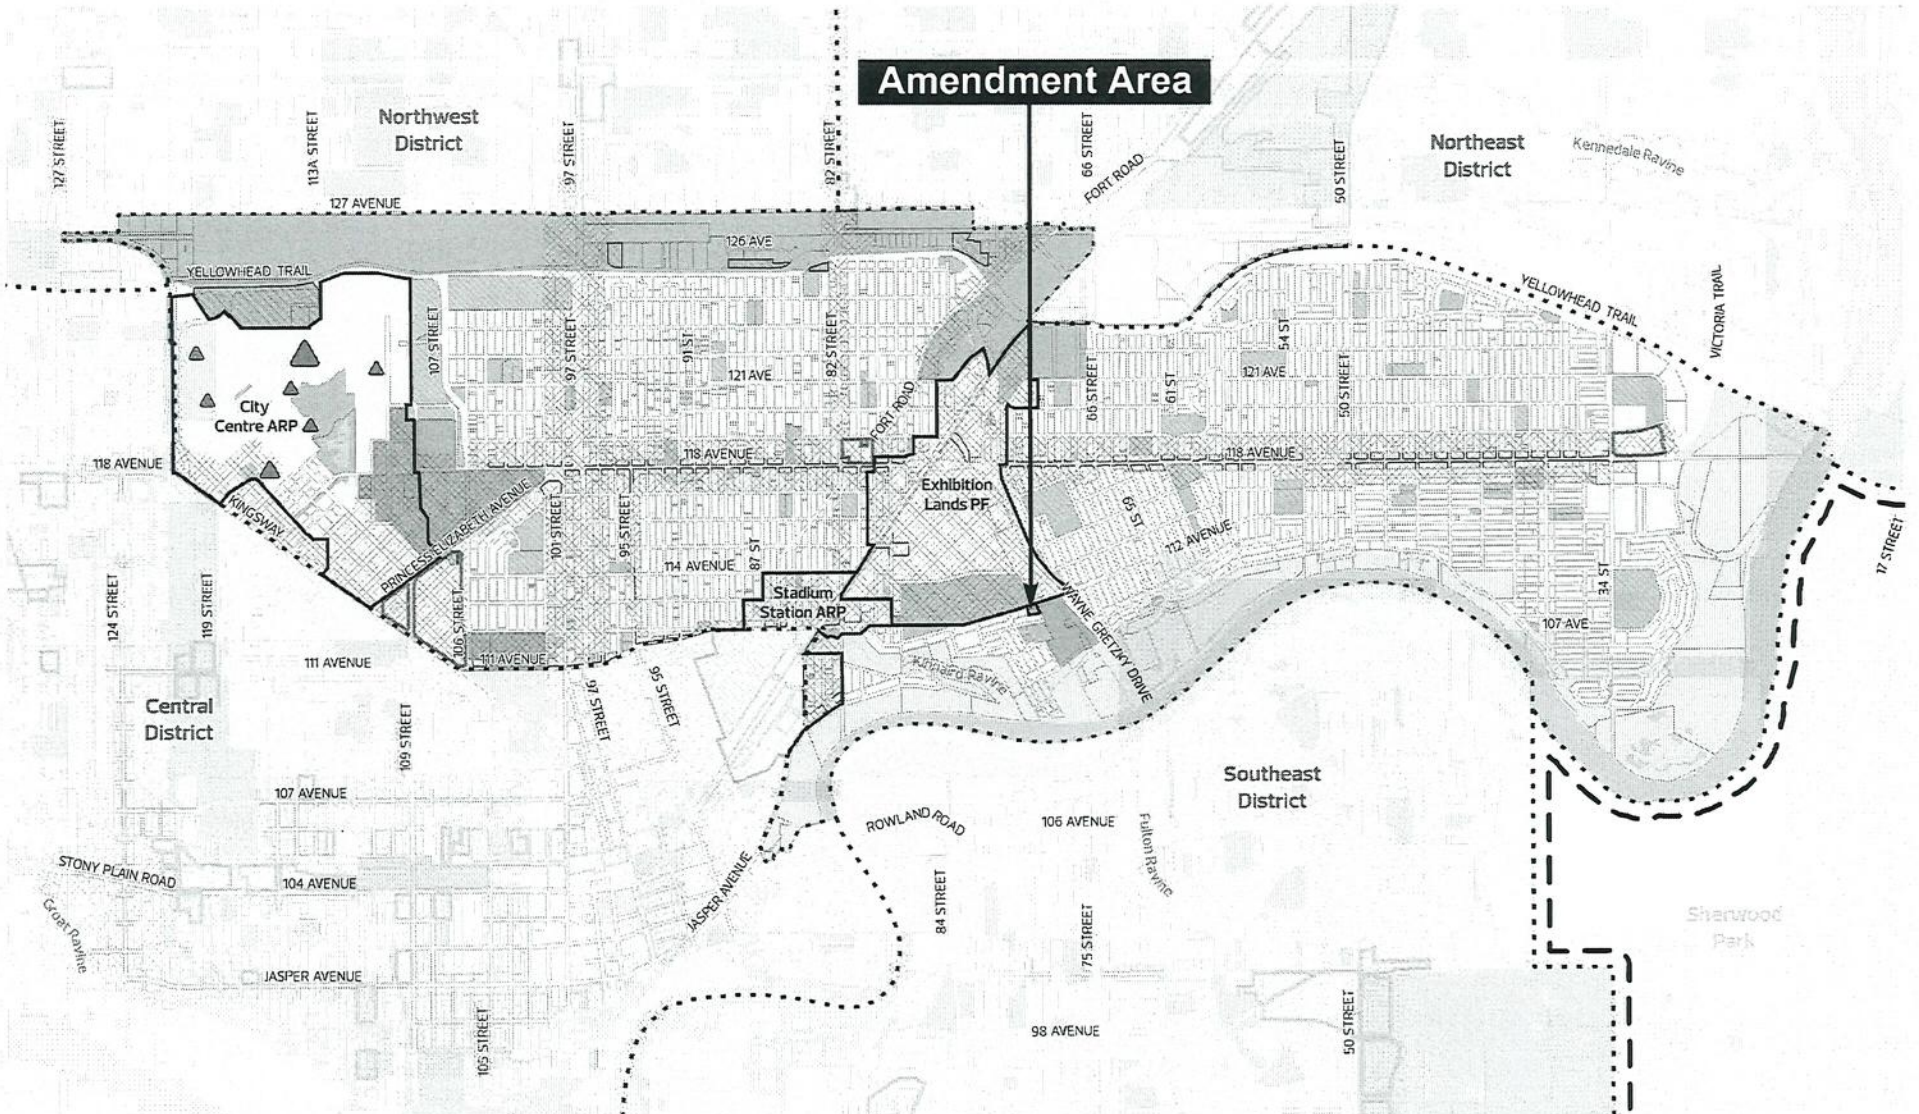 Amendment Area
Northwest
District
Northeast
District
Kennedale Ravine
127 STREET
113A STREET
97 STREET
82 STREET
66 STREET
FORT ROAD
50 STREET
127 AVENUE
126 AVE
YELLOWHEAD TRAIL
YELLOWHEAD TRAIL
VICTORIA TRAIL
107 STREET
97 STREET
91 ST
82 STREET
121 AVE
FORT ROAD
66 STREET
61 ST
54 ST
121 AVE
50 STREET
City
Centre ARP
118 AVENUE
118 AVENUE
118 AVENUE
Exhibition
Lands PF
KINGSWAY
PRINCESS ELIZABETH AVENUE
101 STREET
95 STREET
87 ST
65 ST
112 AVENUE
17 STREET
114 AVENUE
Stadium
Station ARP
124 STREET
119 STREET
106 STREET
WAYNE GRETZKY DRIVE
34 ST
107 AVE
111 AVENUE
111 AVENUE
Kinnaird Ravine
95 STREET
97 STREET
Central
District
109 STREET
Southeast
District
107 AVENUE
ROWLAND ROAD
106 AVENUE
Fulton Ravine
STONY PLAIN ROAD
104 AVENUE
JASPER AVENUE
84 STREET
75 STREET
Groat Ravine
Sherwood
Park
JASPER AVENUE
105 STREET
98 AVENUE
50 STREET